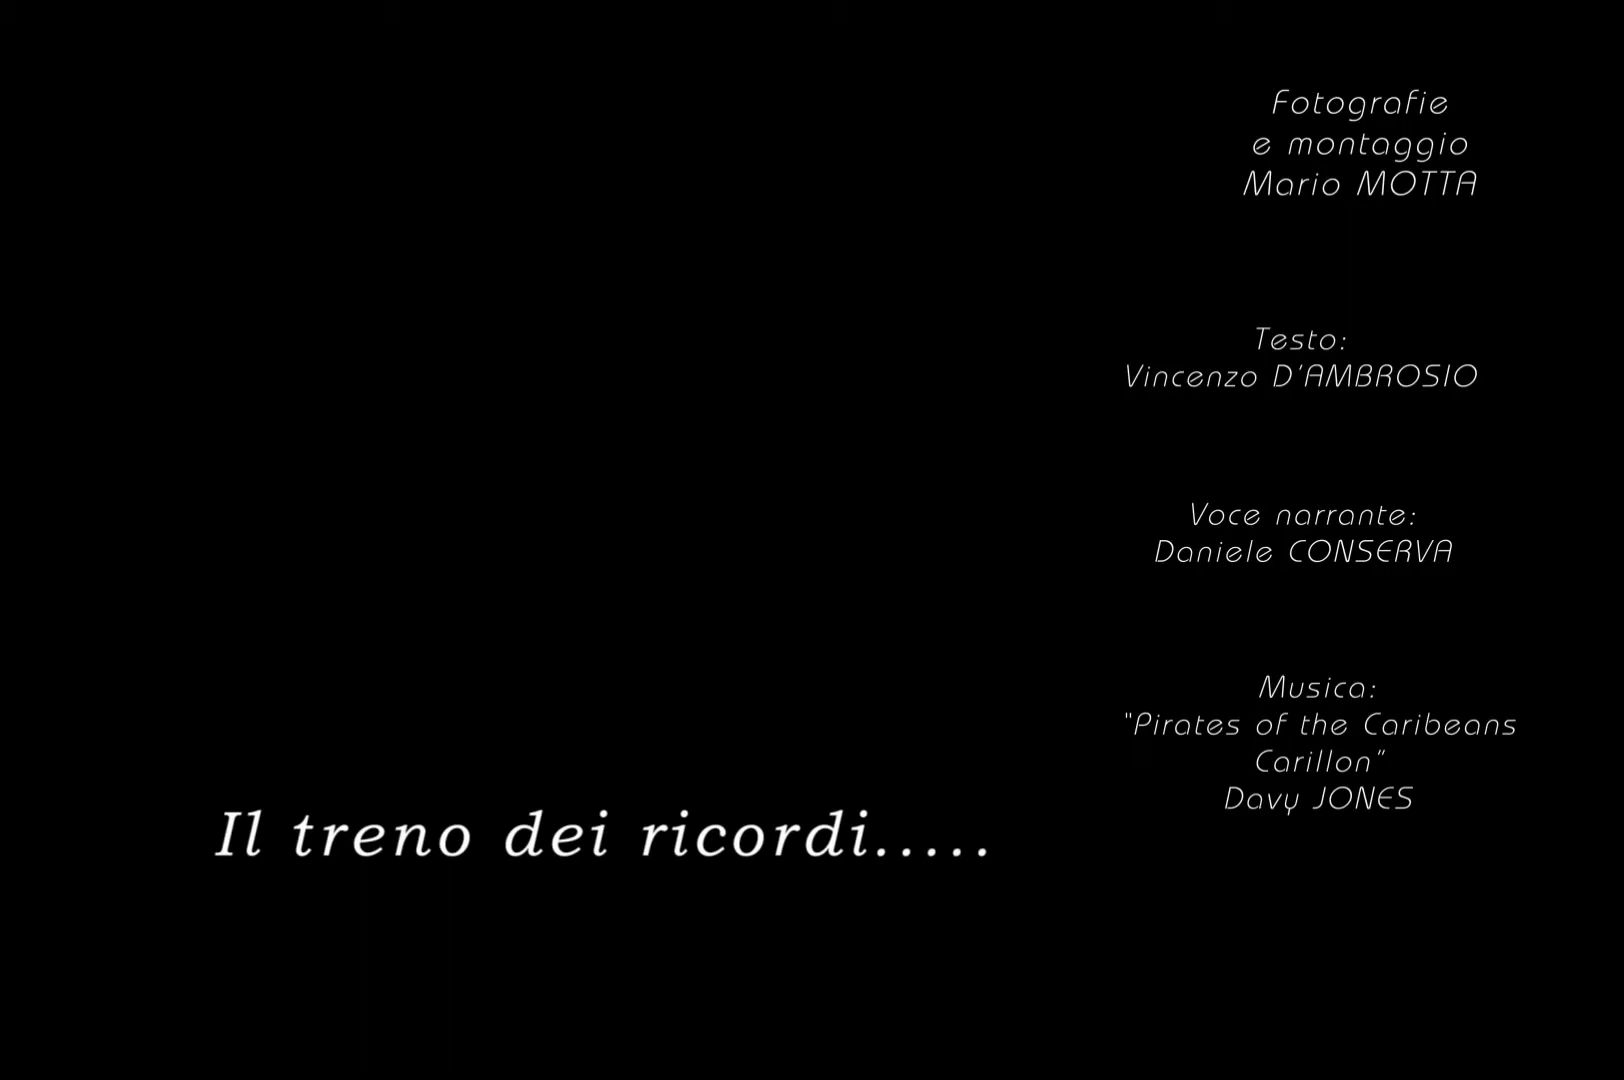 Fotografie
e montaggio
Mario MOTTA
Testo:
Vincenzo D'AMBROSIO
Voce narrante:
Daniele CONSERVA
Musica:
"Pirates of the Caribeans
Carillon"
Davy JONES
Il treno dei ricordi.....